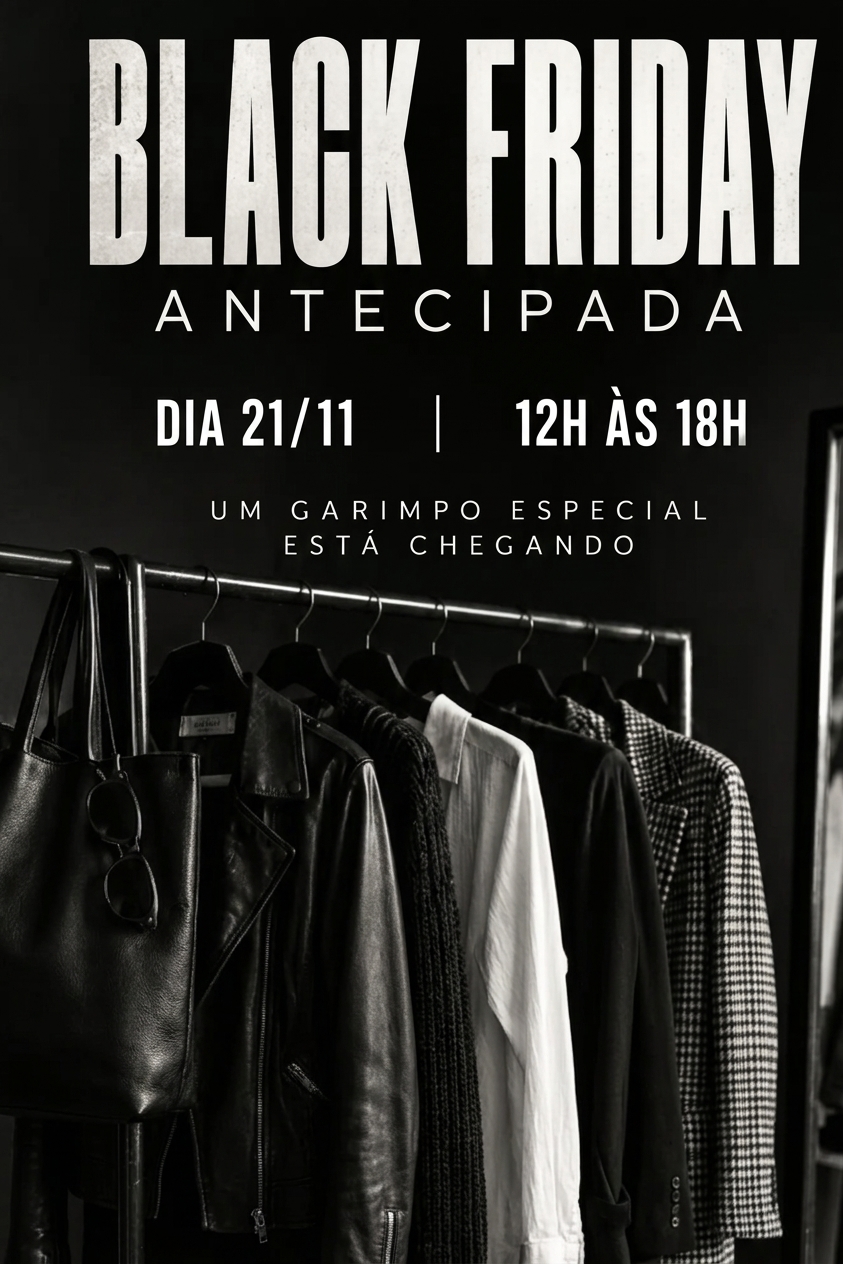 BLACK FRIDAY
ANTECIPADA
DIA 21/11 | 12H ÀS 18H
UM GARIMPO ESPECIAL
ESTÁ CHEGANDO